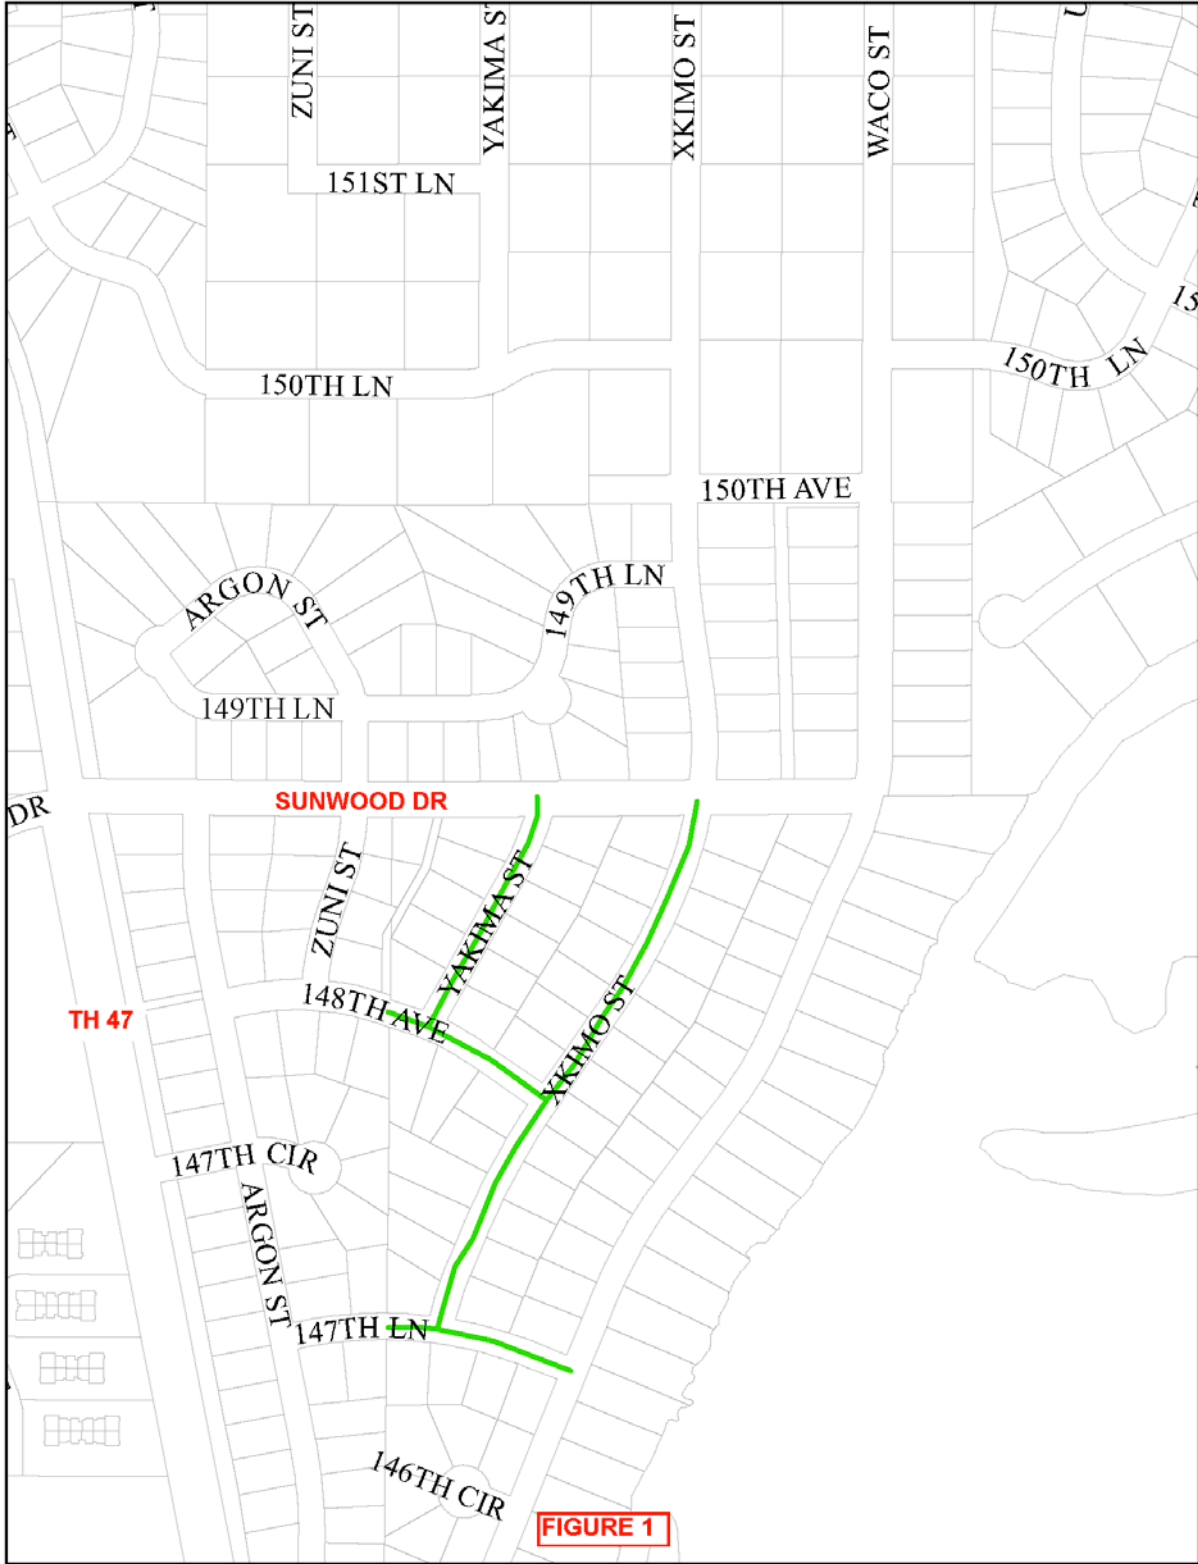 ZUNI ST
YAKIMA ST
XKIMO ST
WACO ST
U
151ST LN
15
150TH LN
150TH LN
150TH AVE
ARGON ST
149TH LN
149TH LN
DR
SUNWOOD DR
ZUNI ST
YAKIMA ST
XKIMO ST
148TH AVE
TH 47
147TH CIR
ARGON ST
147TH LN
146TH CIR
FIGURE 1